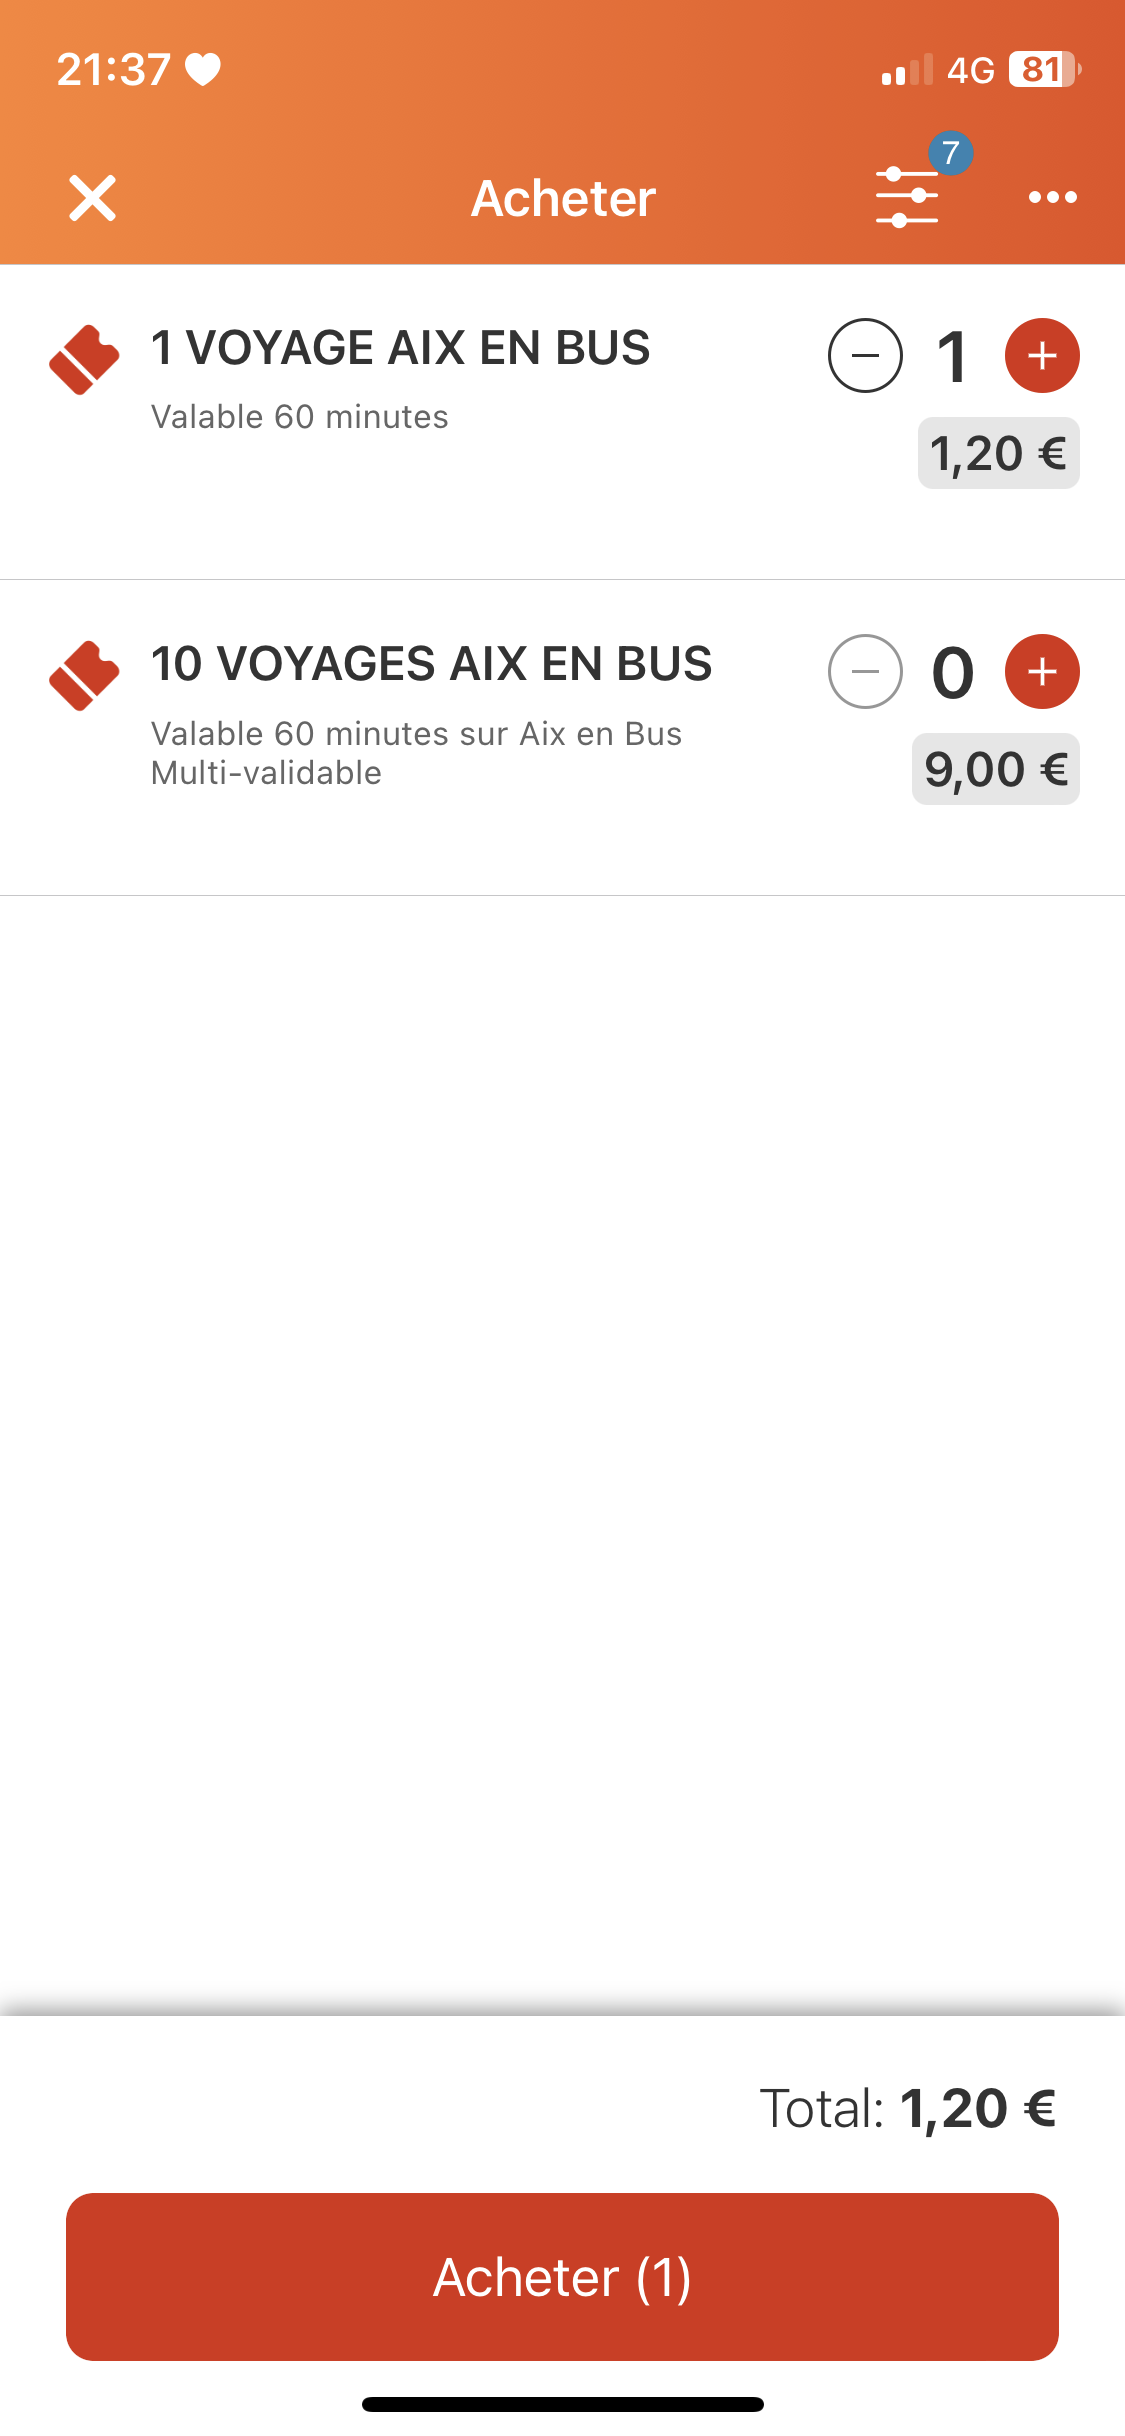 21:37
4G 81
Acheter
7
1 VOYAGE AIX EN BUS
1
Valable 60 minutes
1,20 €
10 VOYAGES AIX EN BUS
0
Valable 60 minutes sur Aix en Bus
Multi-validable
9,00 €
Total: 1,20 €
Acheter (1)